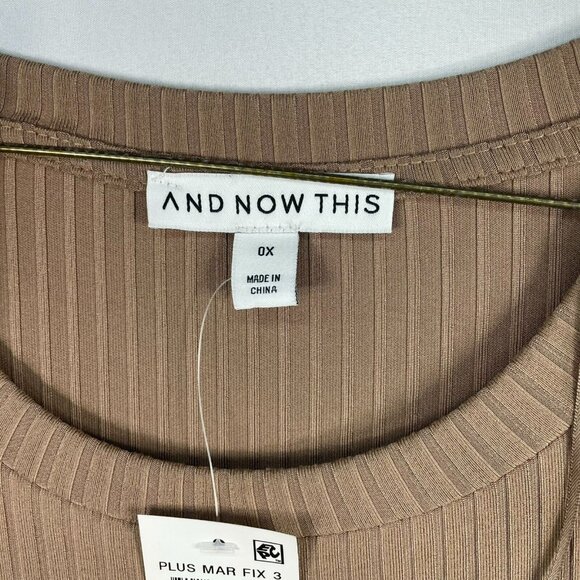 AND NOW THIS
0X
MADE IN
CHINA
PLUS MAR FIX 3